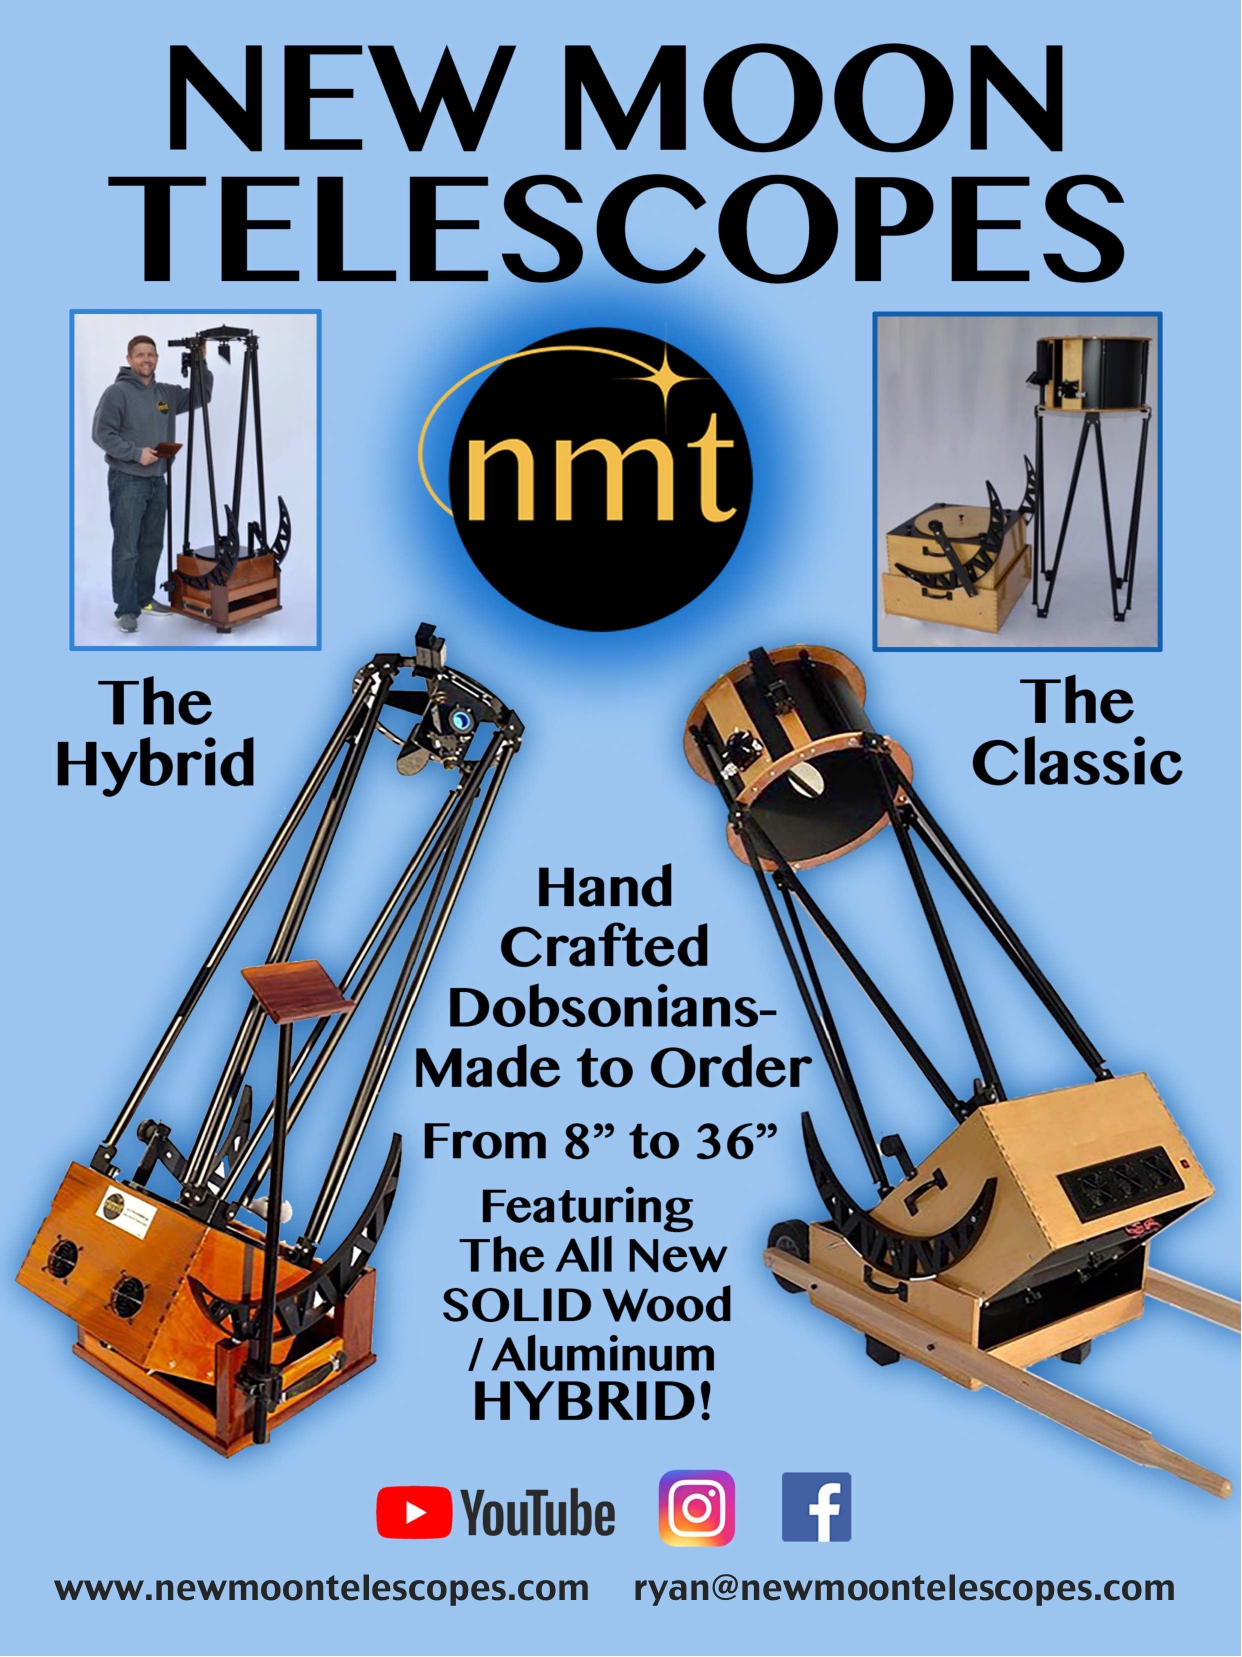 NEW MOON
TELESCOPES
nmt
The
Hybrid
The
Classic
Hand
Crafted
Dobsonians-
Made to Order
From 8” to 36”
Featuring
The All New
SOLID Wood
/ Aluminum
HYBRID!
YouTube
www.newmoontelescopes.com
ryan@newmoontelescopes.com